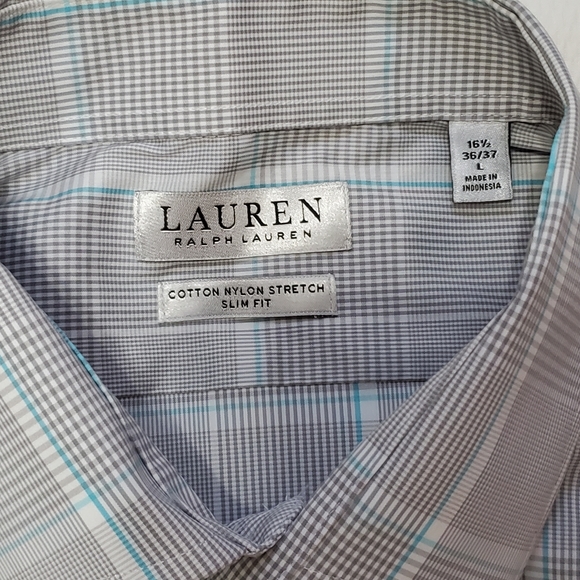 LAUREN
RALPH LAUREN
COTTON NYLON STRETCH
SLIM FIT
16½
36/37
L
MADE IN
INDONESIA